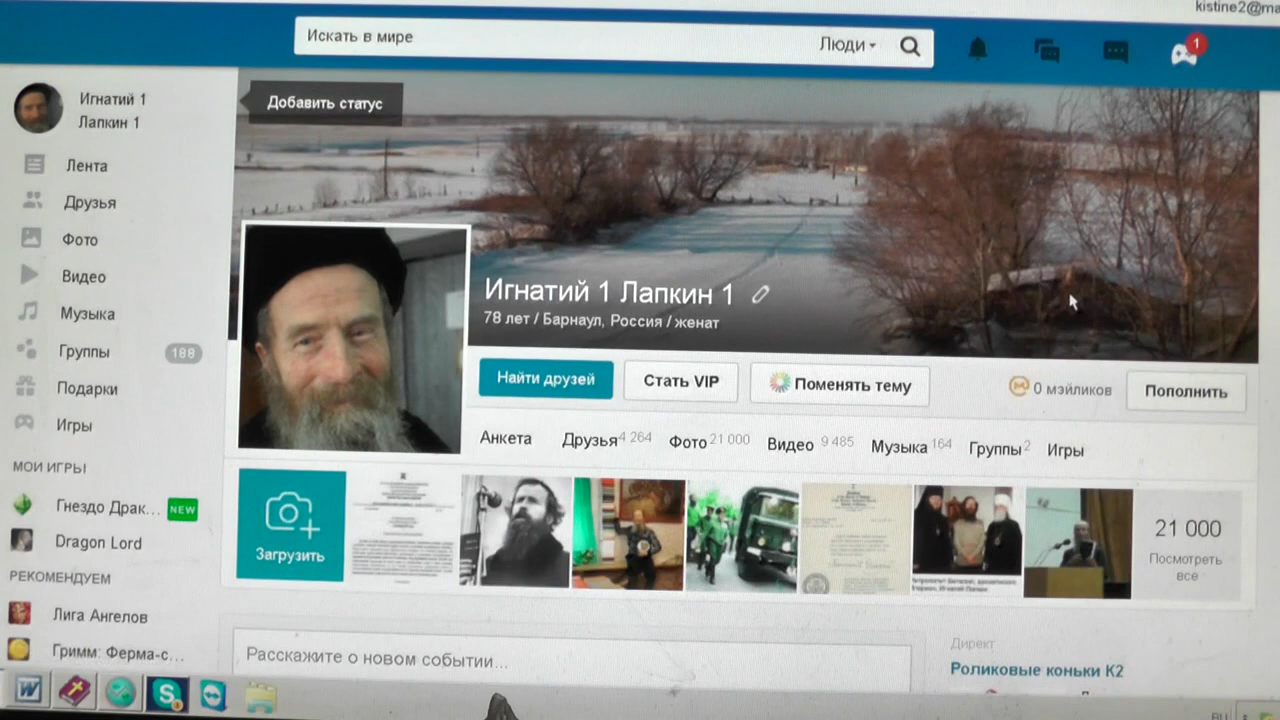 kistine2@ma
Искать в мире
Люди
1
Игнатий 1
Лапкин 1
Добавить статус
Лента
Друзья
Фото
Видео
Музыка
Группы 188
Подарки
Игры
МОИ ИГРЫ
Гнездо Драк... NEW
Dragon Lord
РЕКОМЕНДУЕМ
Лига Ангелов
Гримм: Ферма-с...
Игнатий 1 Лапкин 1
78 лет / Барнаул, Россия / женат
Найти друзей
Стать VIP
Поменять тему
0 мэйликов
Пополнить
Анкета Друзья 4 264 Фото 21 000 Видео 9 485 Музыка 164 Группы 2 Игры
Загрузить
21 000
Посмотреть
все
Расскажите о новом событии...
Директ
Роликовые коньки K2
RU